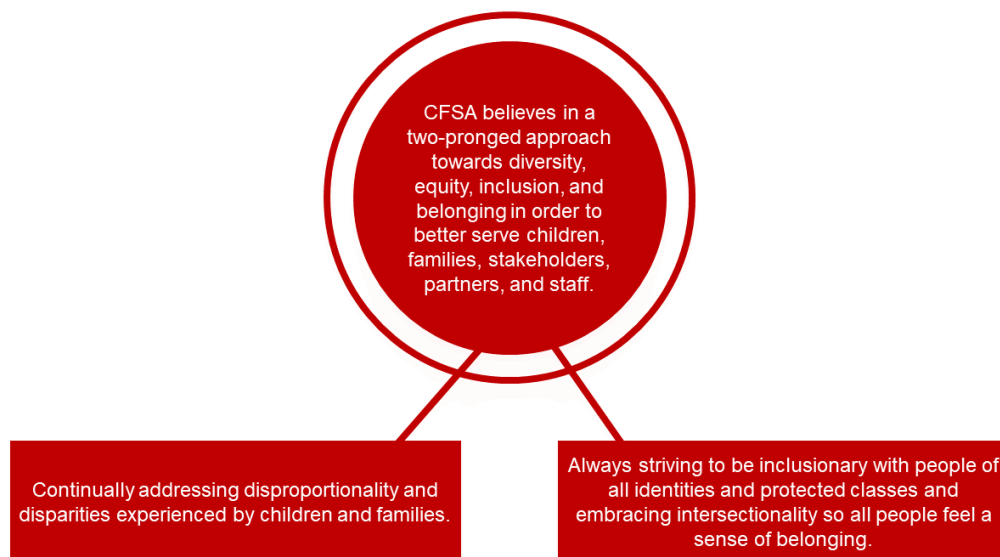 CFSA believes in a
two-pronged approach
towards diversity,
equity, inclusion, and
belonging in order to
better serve children,
families, stakeholders,
partners, and staff.
Continually addressing disproportionality and
disparities experienced by children and families.
Always striving to be inclusionary with people of
all identities and protected classes and
embracing intersectionality so all people feel a
sense of belonging.